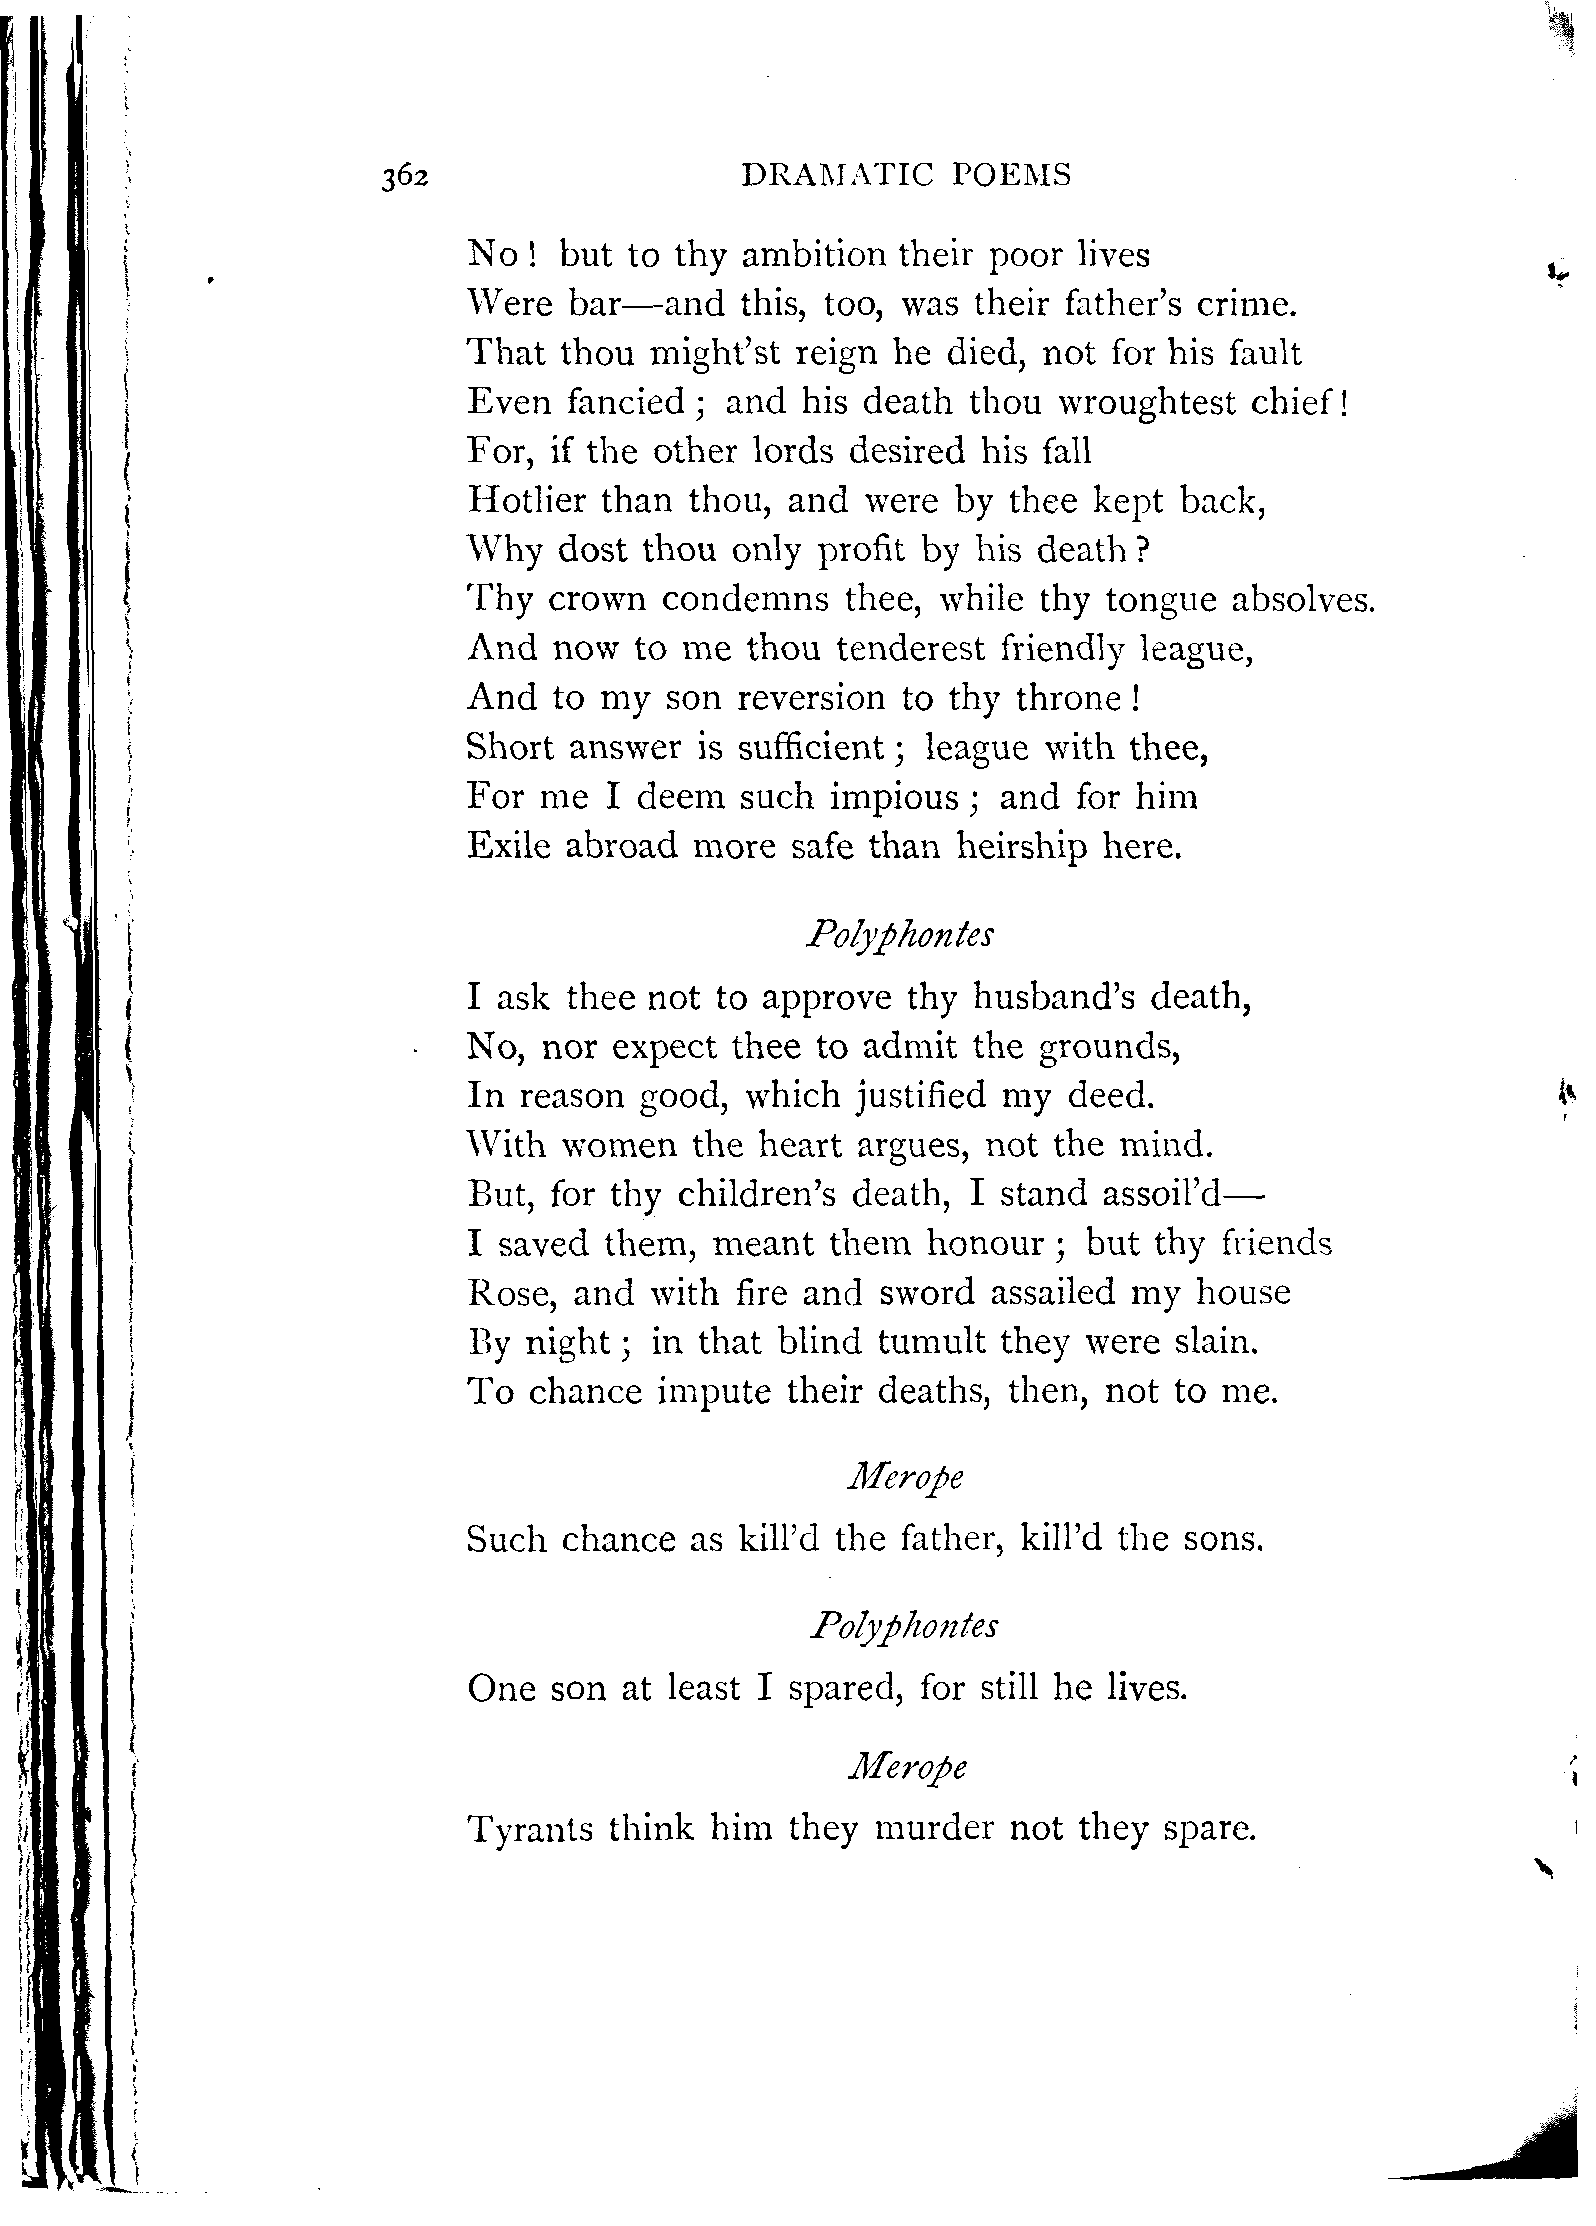 362 DRAMATIC POEMS
No! but to thy ambition their poor lives
Were bar—and this, too, was their father's crime.
That thou might'st reign he died, not for his fault
Even fancied; and his death thou wroughtest chief!
For, if the other lords desired his fall
Hotlier than thou, and were by thee kept back,
Why dost thou only profit by his death?
Thy crown condemns thee, while thy tongue absolves.
And now to me thou tenderest friendly league,
And to my son reversion to thy throne!
Short answer is sufficient; league with thee,
For me I deem such impious; and for him
Exile abroad more safe than heirship here.
Polyphontes
I ask thee not to approve thy husband's death,
No, nor expect thee to admit the grounds,
In reason good, which justified my deed.
With women the heart argues, not the mind.
But, for thy children's death, I stand assoil'd—
I saved them, meant them honour; but thy friends
Rose, and with fire and sword assailed my house
By night; in that blind tumult they were slain.
To chance impute their deaths, then, not to me.
Merope
Such chance as kill'd the father, kill'd the sons.
Polyphontes
One son at least I spared, for still he lives.
Merope
Tyrants think him they murder not they spare.